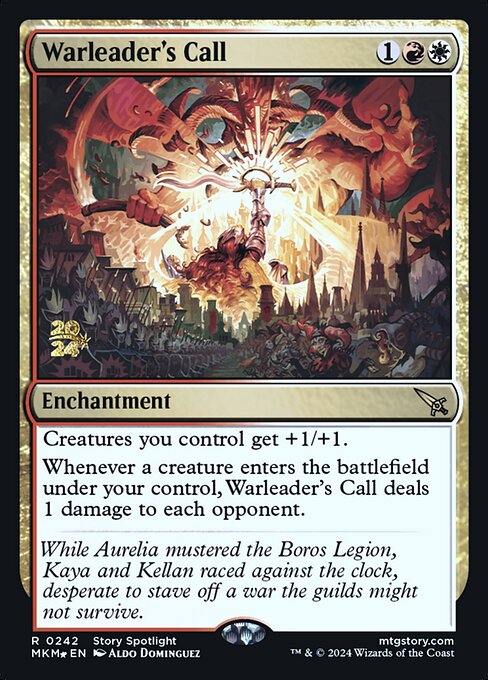 Warleader's Call 1
2024
Enchantment
Creatures you control get +1/+1.
Whenever a creature enters the battlefield
under your control, Warleader's Call deals
1 damage to each opponent.
While Aurelia mustered the Boros Legion,
Kaya and Kellan raced against the clock,
desperate to stave off a war the guilds might
not survive.
R 0242 Story Spotlight mtgstory.com
MKM★EN Aldo Dominguez ™ & © 2024 Wizards of the Coast